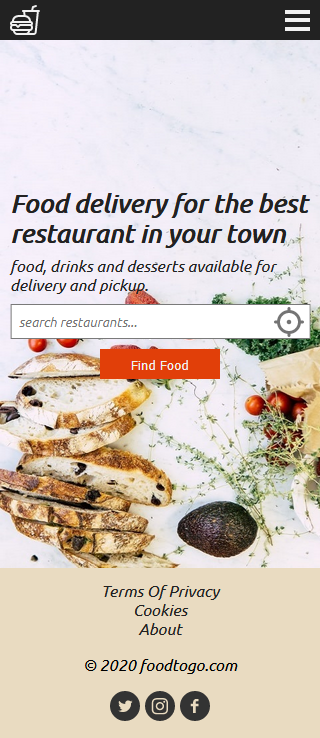 Food delivery for the best
restaurant in your town
food, drinks and desserts available for
delivery and pickup.
search restaurants...
Find Food
Terms Of Privacy
Cookies
About
© 2020 foodtogo.com